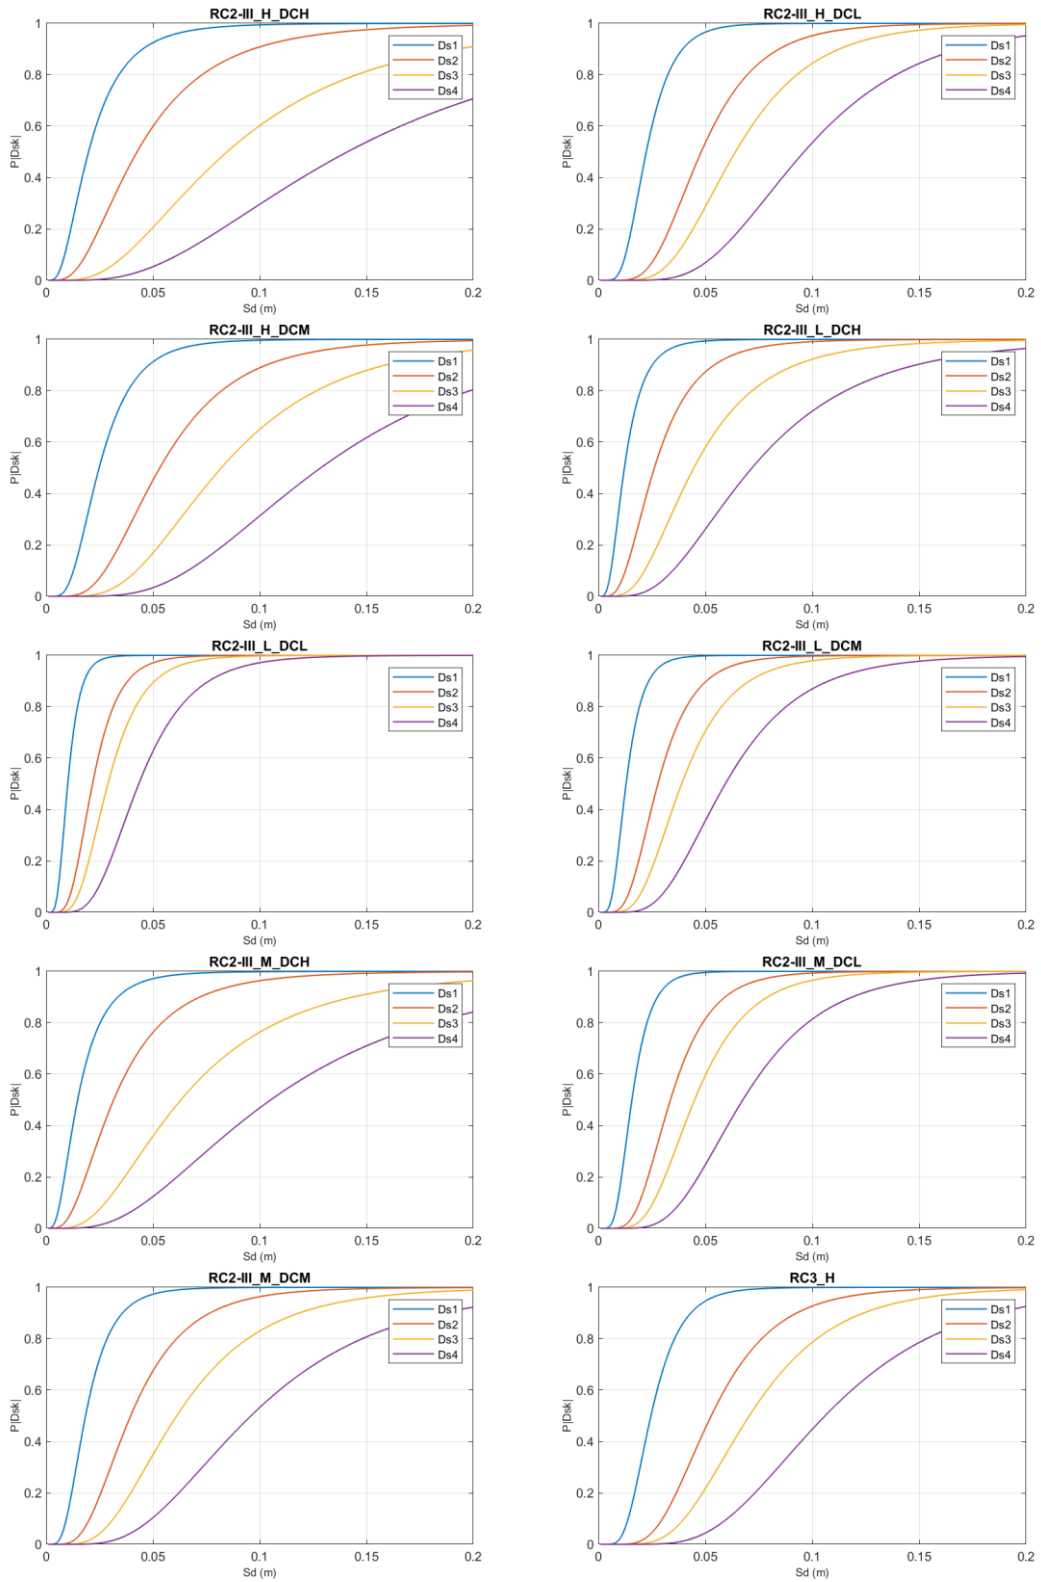 RC2-III_H_DCH
1
0.8
0.6
0.4
0.2
0
P|Dsk|
Ds1
Ds2
Ds3
Ds4
0 0.05 0.1 0.15 0.2
Sd (m)
RC2-III_H_DCL
1
0.8
0.6
0.4
0.2
0
P|Dsk|
Ds1
Ds2
Ds3
Ds4
0 0.05 0.1 0.15 0.2
Sd (m)
RC2-III_H_DCM
1
0.8
0.6
0.4
0.2
0
P|Dsk|
Ds1
Ds2
Ds3
Ds4
0 0.05 0.1 0.15 0.2
Sd (m)
RC2-III_L_DCH
1
0.8
0.6
0.4
0.2
0
P|Dsk|
Ds1
Ds2
Ds3
Ds4
0 0.05 0.1 0.15 0.2
Sd (m)
RC2-III_L_DCL
1
0.8
0.6
0.4
0.2
0
P|Dsk|
Ds1
Ds2
Ds3
Ds4
0 0.05 0.1 0.15 0.2
Sd (m)
RC2-III_L_DCM
1
0.8
0.6
0.4
0.2
0
P|Dsk|
Ds1
Ds2
Ds3
Ds4
0 0.05 0.1 0.15 0.2
Sd (m)
RC2-III_M_DCH
1
0.8
0.6
0.4
0.2
0
P|Dsk|
Ds1
Ds2
Ds3
Ds4
0 0.05 0.1 0.15 0.2
Sd (m)
RC2-III_M_DCL
1
0.8
0.6
0.4
0.2
0
P|Dsk|
Ds1
Ds2
Ds3
Ds4
0 0.05 0.1 0.15 0.2
Sd (m)
RC2-III_M_DCM
1
0.8
0.6
0.4
0.2
0
P|Dsk|
Ds1
Ds2
Ds3
Ds4
0 0.05 0.1 0.15 0.2
Sd (m)
RC3_H
1
0.8
0.6
0.4
0.2
0
P|Dsk|
Ds1
Ds2
Ds3
Ds4
0 0.05 0.1 0.15 0.2
Sd (m)